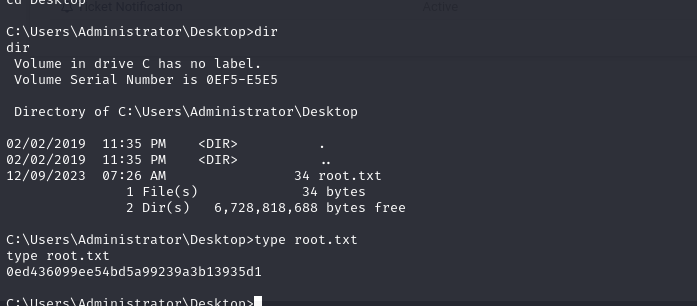 cd Desktop
Ticket Notification Active
C:\Users\Administrator\Desktop>dir
dir
 Volume in drive C has no label.
 Volume Serial Number is 0EF5-E5E5
 Directory of C:\Users\Administrator\Desktop
02/02/2019  11:35 PM    <DIR>          .
02/02/2019  11:35 PM    <DIR>          ..
12/09/2023  07:26 AM                34 root.txt
               1 File(s)             34 bytes
               2 Dir(s)   6,728,818,688 bytes free
C:\Users\Administrator\Desktop>type root.txt
type root.txt
0ed436099ee54bd5a99239a3b13935d1
C:\Users\Administrator\Desktop>